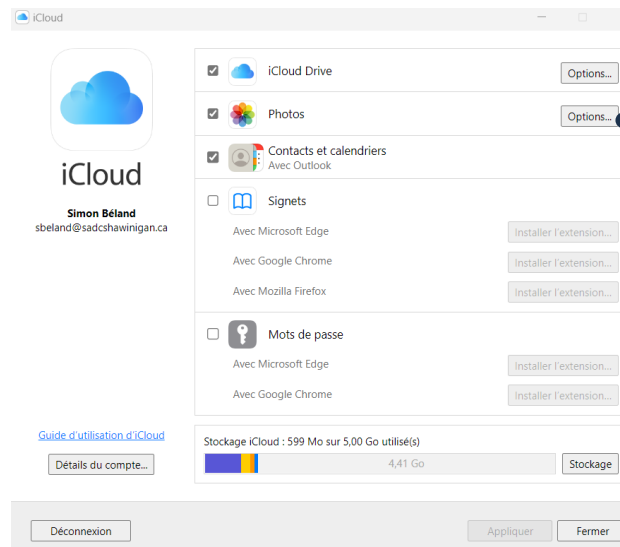 iCloud
iCloud Drive
Options...
Photos
Options...
Contacts et calendriers
Avec Outlook
iCloud
Simon Béland
sbeland@sadcshawinigan.ca
Signets
Avec Microsoft Edge
Installer l'extension...
Avec Google Chrome
Installer l'extension...
Avec Mozilla Firefox
Installer l'extension...
Mots de passe
Avec Microsoft Edge
Installer l'extension...
Avec Google Chrome
Installer l'extension...
Guide d'utilisation d'iCloud
Détails du compte...
Stockage iCloud : 599 Mo sur 5,00 Go utilisé(s)
4,41 Go
Stockage
Déconnexion
Appliquer
Fermer